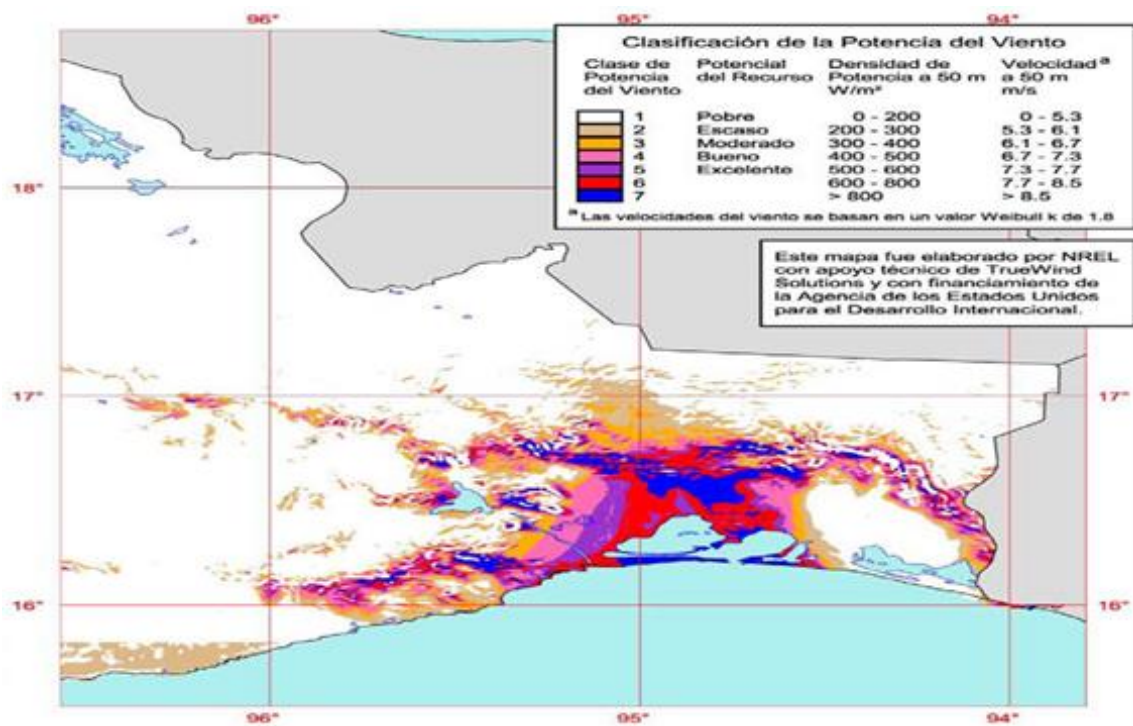 96° 95° 94°
Clasificación de la Potencia del Viento
Clase de Potencia del Viento Potencial del Recurso Densidad de Potencia a 50 m W/m² Velocidad a a 50 m m/s
1 Pobre 0 - 200 0 - 5.3
2 Escaso 200 - 300 5.3 - 6.1
3 Moderado 300 - 400 6.1 - 6.7
4 Bueno 400 - 500 6.7 - 7.3
5 Excelente 500 - 600 7.3 - 7.7
6 600 - 800 7.7 - 8.5
7 > 800 > 8.5
a Las velocidades del viento se basan en un valor Weibull k de 1.8
18°
Este mapa fue elaborado por NREL
con apoyo técnico de TrueWind
Solutions y con financiamiento de
la Agencia de los Estados Unidos
para el Desarrollo Internacional.
17° 17°
16° 16°
96° 95° 94°